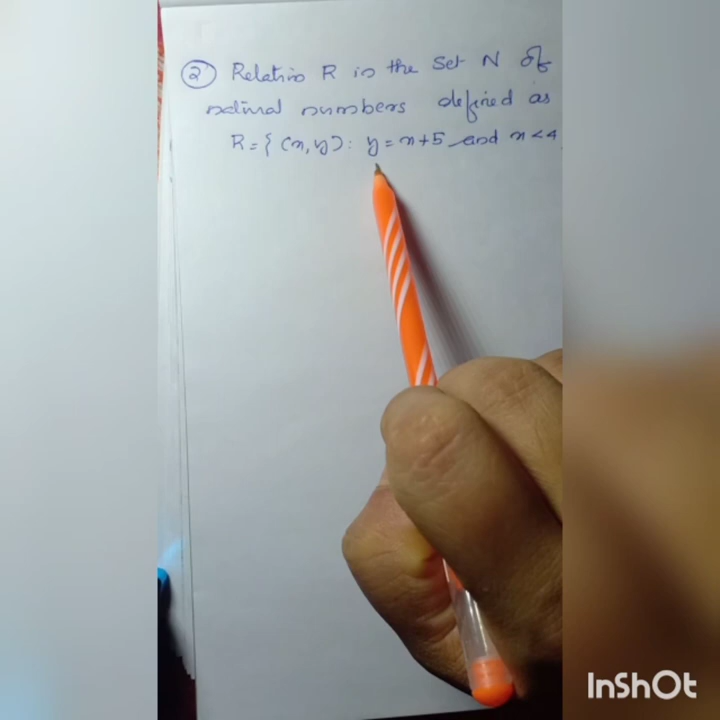 ② Relation R in the Set N of
natural numbers defined as
R = { (x, y) : y = x + 5 and x < 4
InShOt